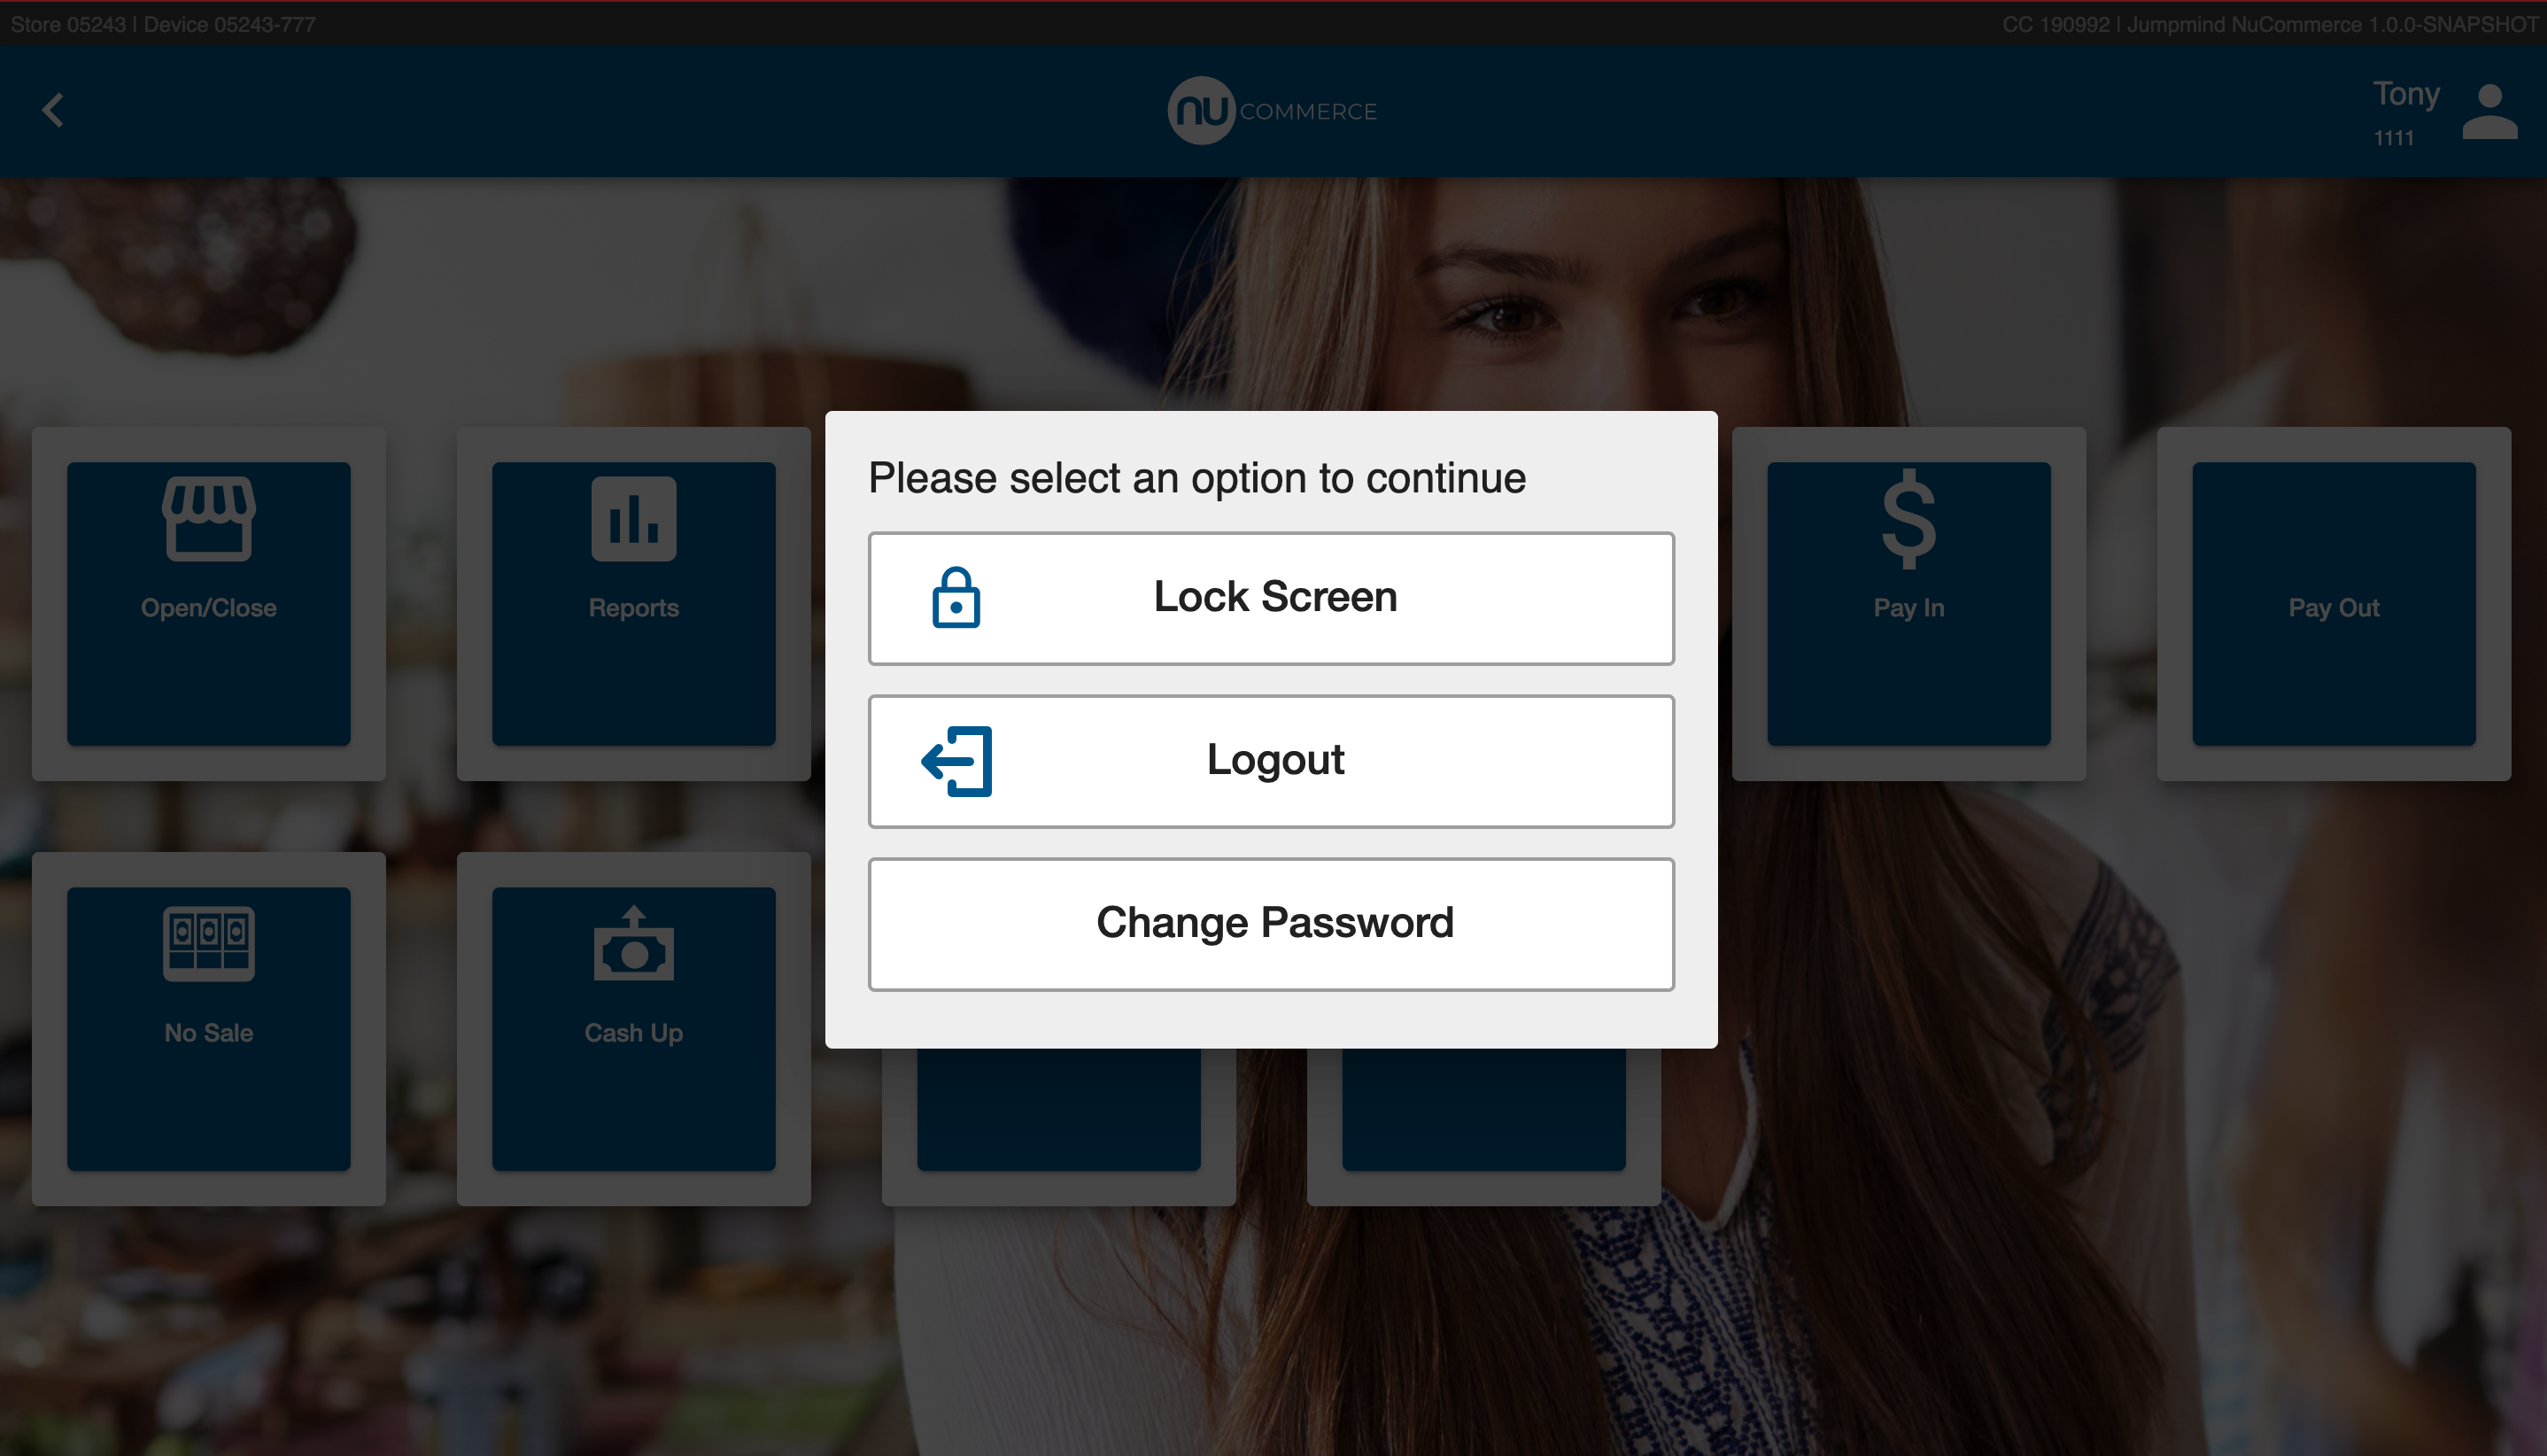 Store 05243 | Device 05243-777
CC 190992 | Jumpmind NuCommerce 1.0.0-SNAPSHOT
nu COMMERCE
Tony
1111
Please select an option to continue
Lock Screen
Logout
Change Password
Open/Close
Reports
Pay In
Pay Out
No Sale
Cash Up